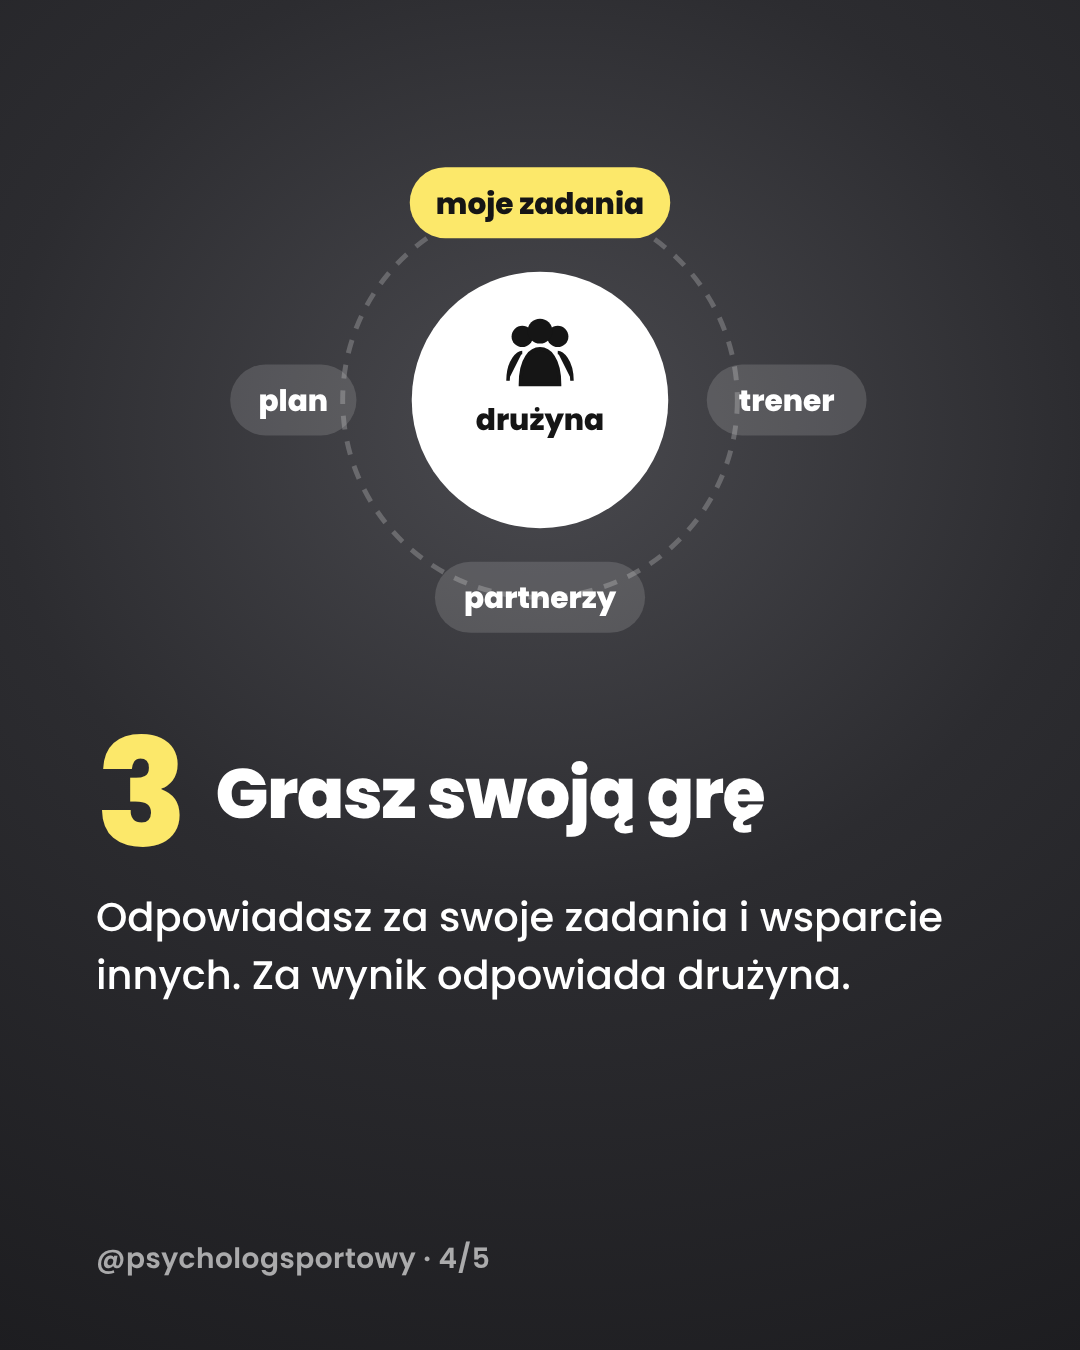 moje zadania
drużyna
plan
trener
partnerzy
3 Grasz swoją grę
Odpowiadasz za swoje zadania i wsparcie
innych. Za wynik odpowiada drużyna.
@psychologsportowy · 4/5